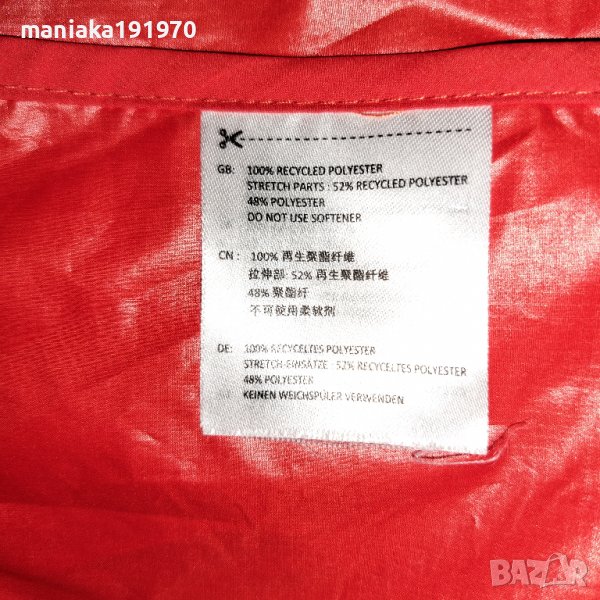 maniaka191970
GB: 100% RECYCLED POLYESTER
STRETCH PARTS : 52% RECYCLED POLYESTER
48% POLYESTER
DO NOT USE SOFTENER
CN : 100% 再生聚酯纤维
拉伸部: 52% 再生聚酯纤维
48% 聚酯纤
不可使用柔软剂
DE: 100% RECYCELTES POLYESTER
STRETCH-EINSÄTZE : 52% RECYCELTES POLYESTER
48% POLYESTER
KEINEN WEICHSPÜLER VERWENDEN
BAZAR